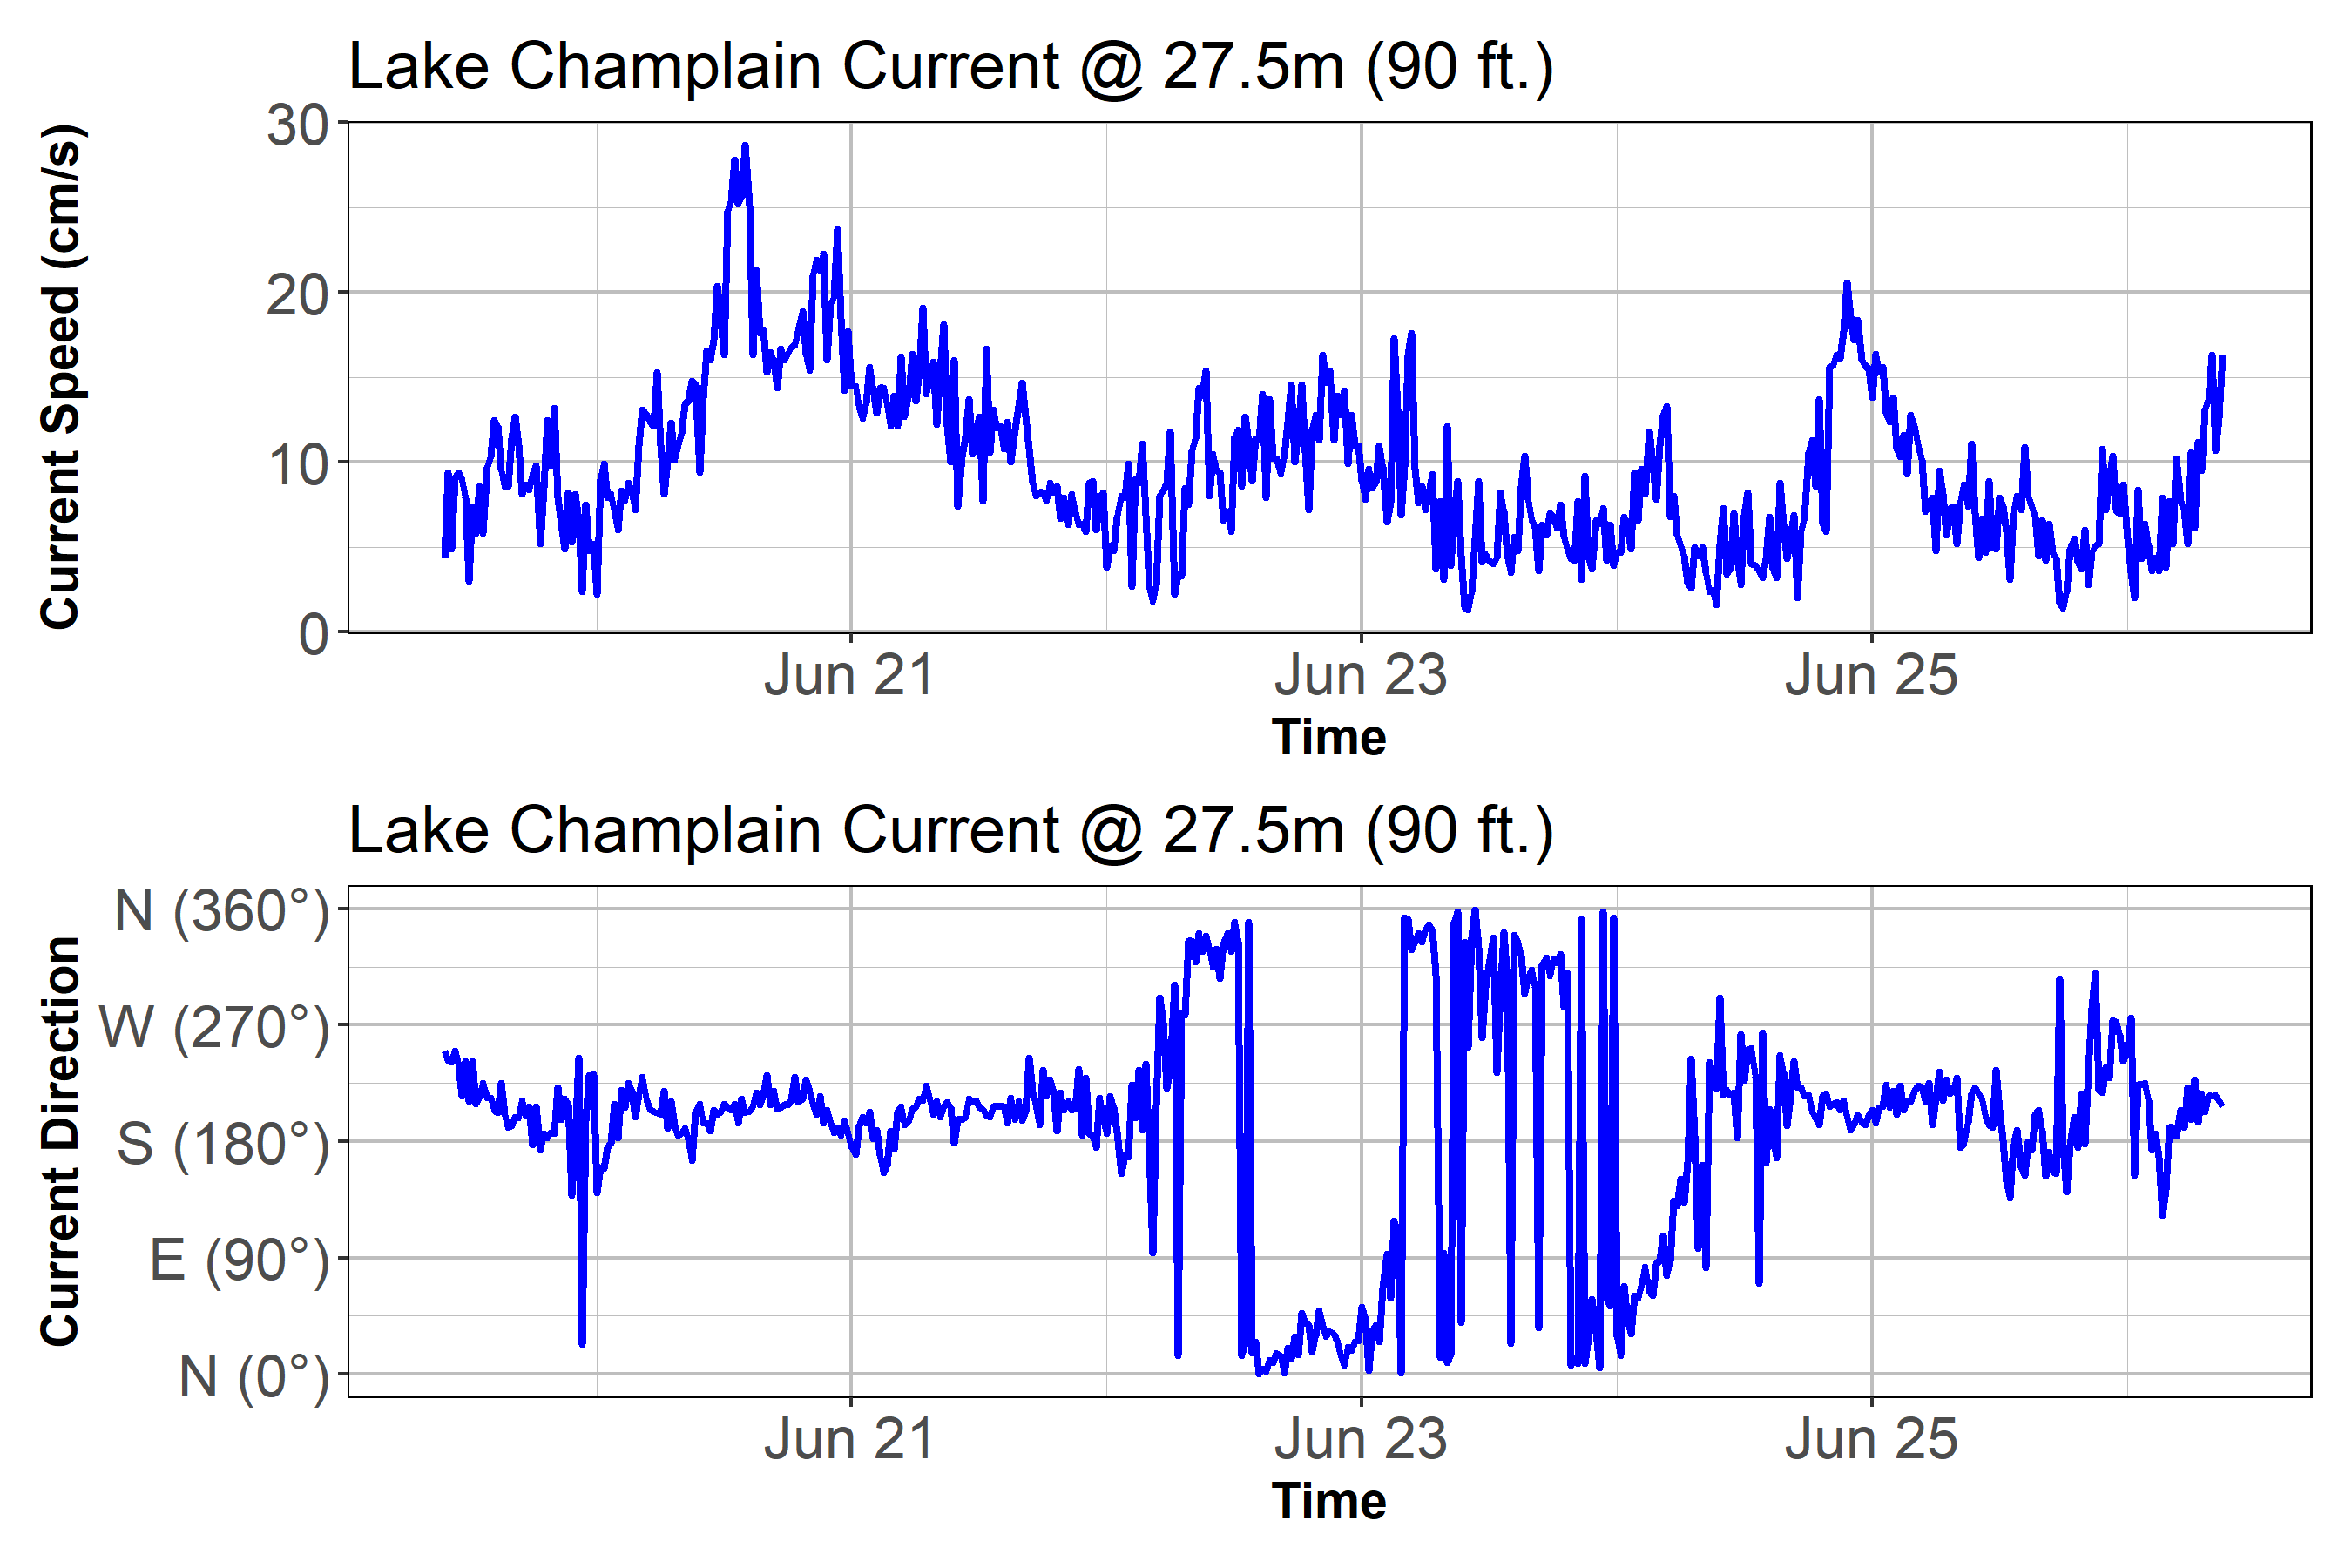 Lake Champlain Current @ 27.5m (90 ft.)
Current Speed (cm/s)
30
20
10
0
Jun 21 Jun 23 Jun 25
Time
Lake Champlain Current @ 27.5m (90 ft.)
Current Direction
N (360°)
W (270°)
S (180°)
E (90°)
N (0°)
Jun 21 Jun 23 Jun 25
Time